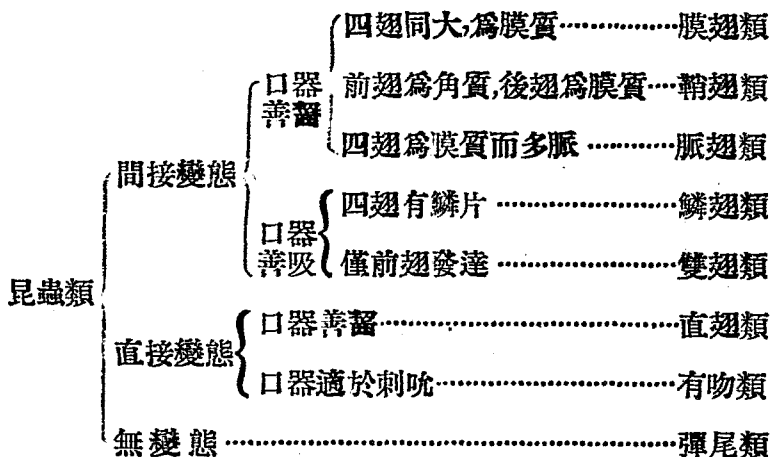 四翅同大，爲膜質…………膜翅類
口器善齧
前翅爲角質，後翅爲膜質…鞘翅類
四翅爲膜質而多脈…………脈翅類
間接變態
四翅有鱗片…………鱗翅類
口器善吸
僅前翅發達…………雙翅類
昆蟲類
口器善齧…………直翅類
直接變態
口器適於刺吮…………有吻類
無變態…………彈尾類